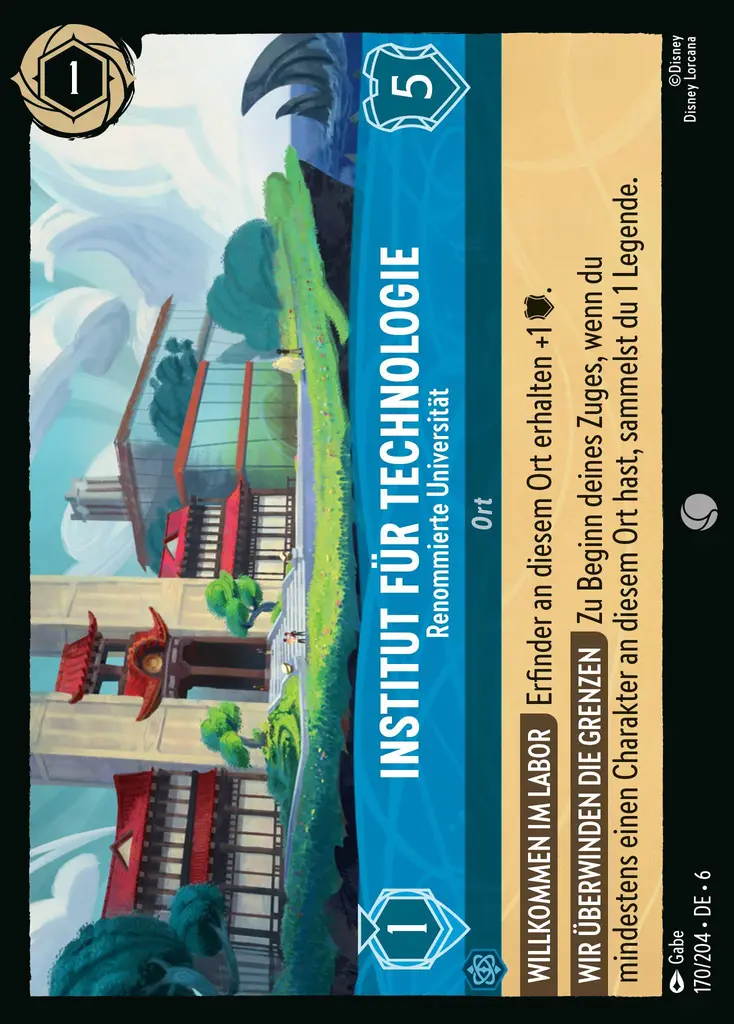 1
5
INSTITUT FÜR TECHNOLOGIE
Renommierte Universität
1
Ort
WILLKOMMEN IM LABOR Erfinder an diesem Ort erhalten +1.
WIR ÜBERWINDEN DIE GRENZEN Zu Beginn deines Zuges, wenn du
mindestens einen Charakter an diesem Ort hast, sammelst du 1 Legende.
Gabe
170/204 • DE • 6
©Disney
Disney Lorcana